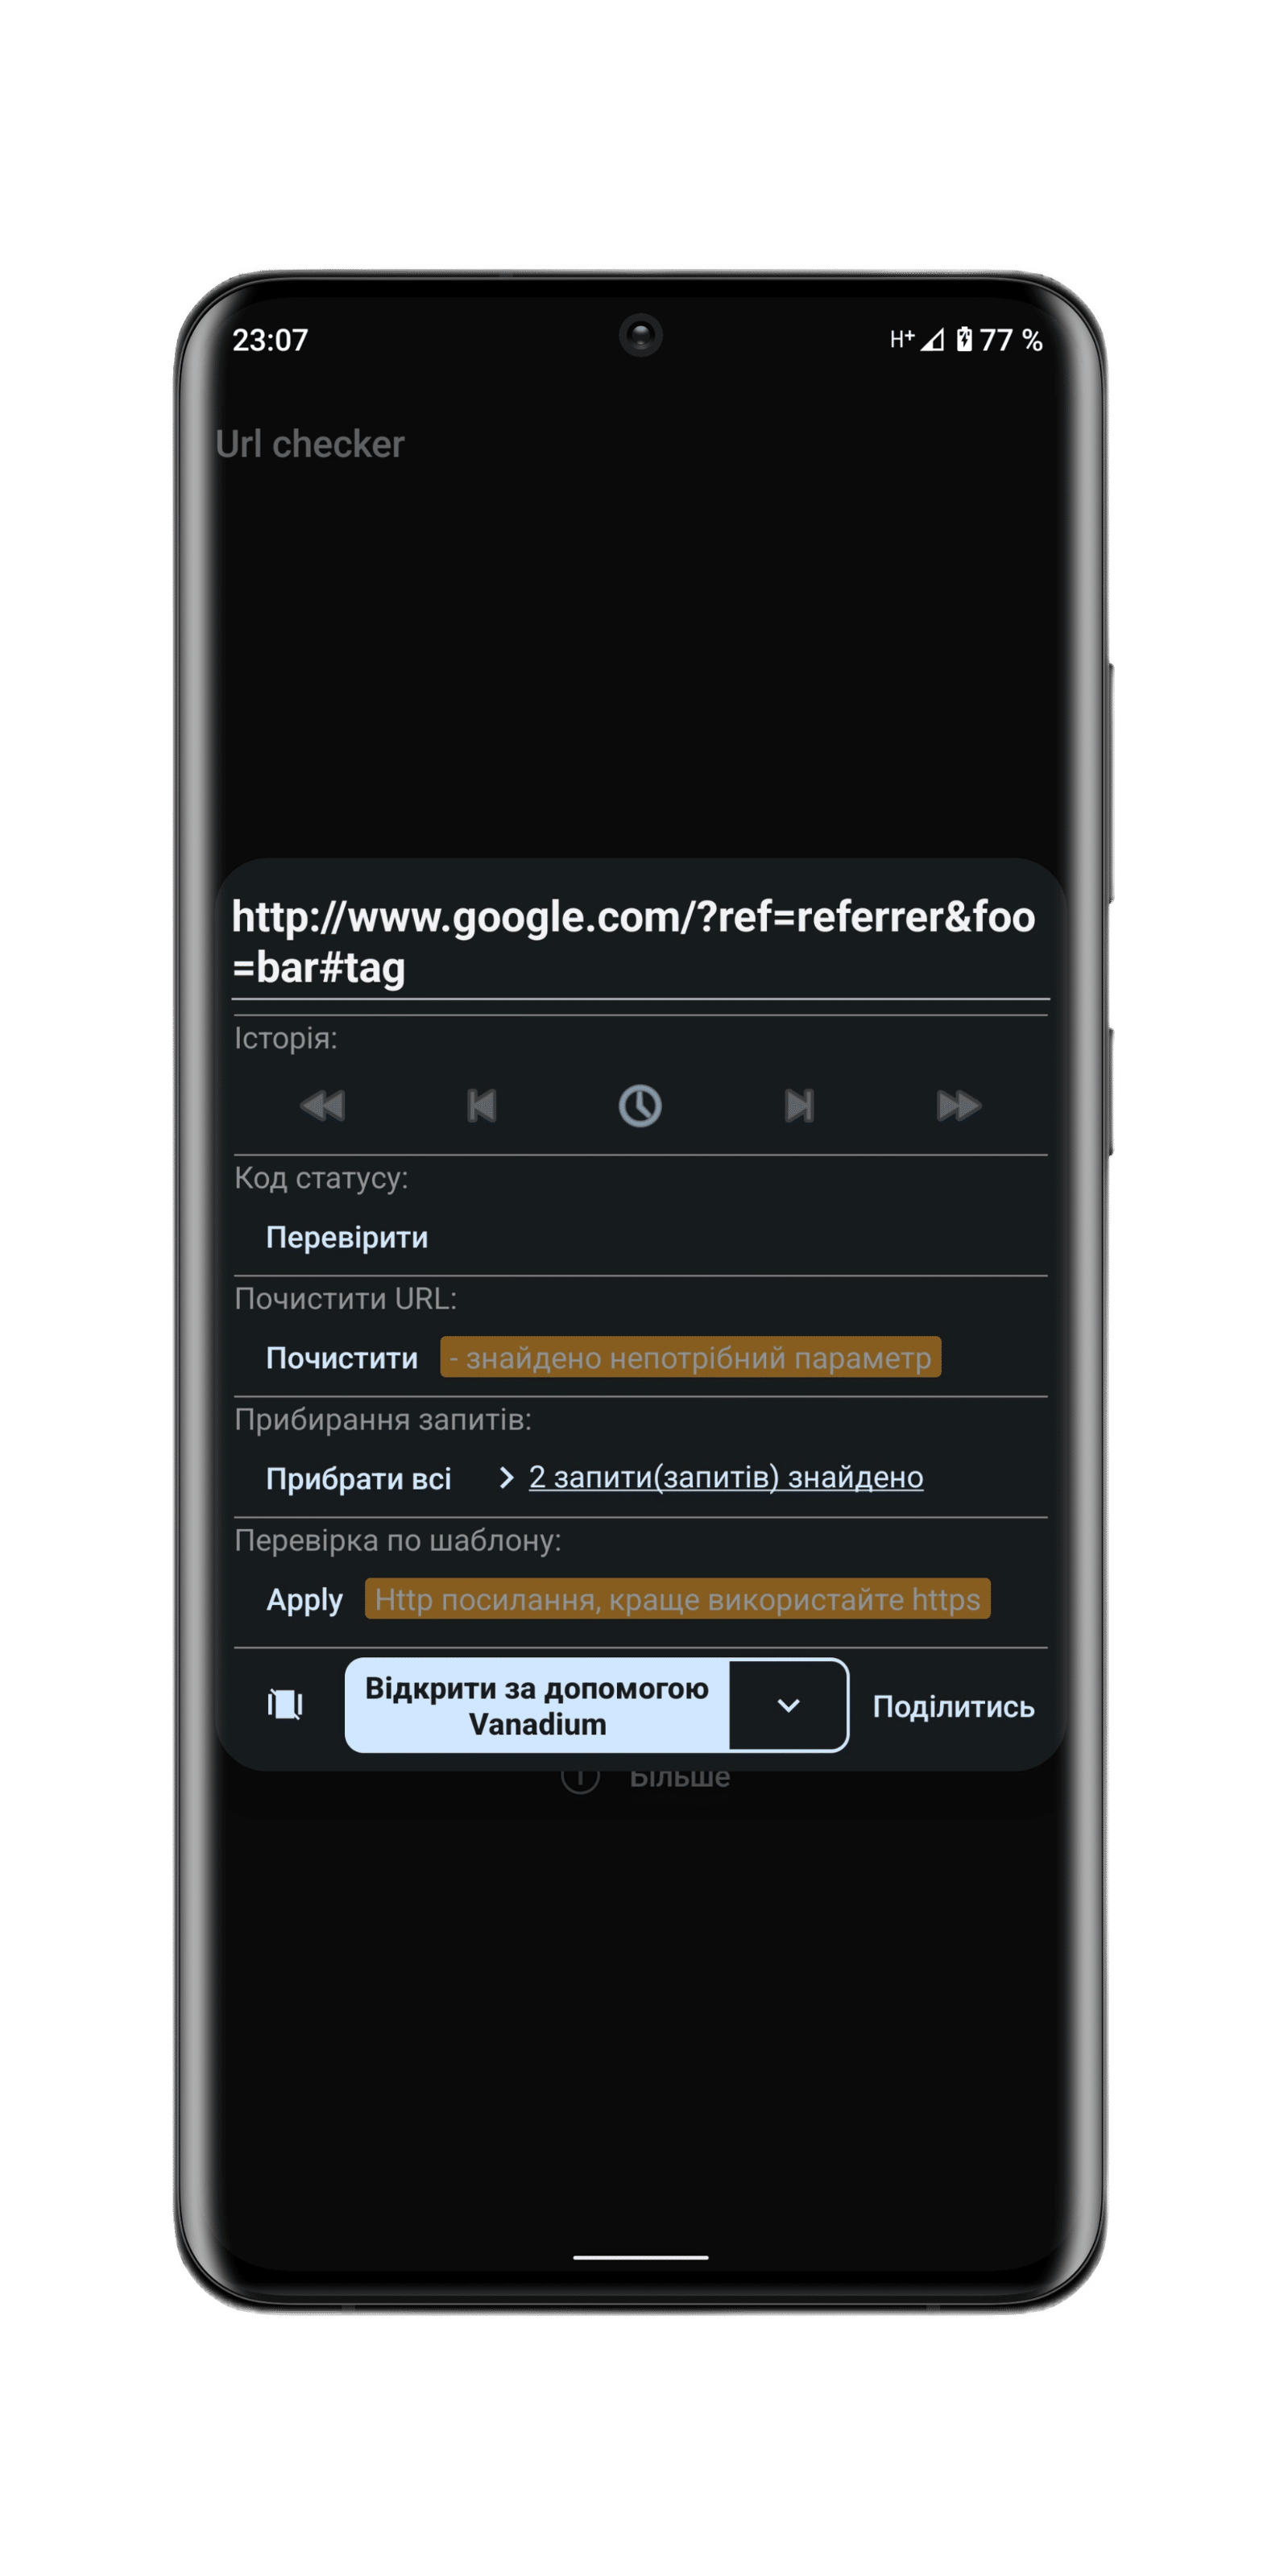 23:07
H+
77 %
Url checker
http://www.google.com/?ref=referrer&foo
=bar#tag
Історія:
Код статусу:
Перевірити
Почистити URL:
Почистити
- знайдено непотрібний параметр
Прибирання запитів:
Прибрати всі
2 запити(запитів) знайдено
Перевірка по шаблону:
Apply
Http посилання, краще використайте https
Відкрити за допомогою
Vanadium
Поділитись
Більше